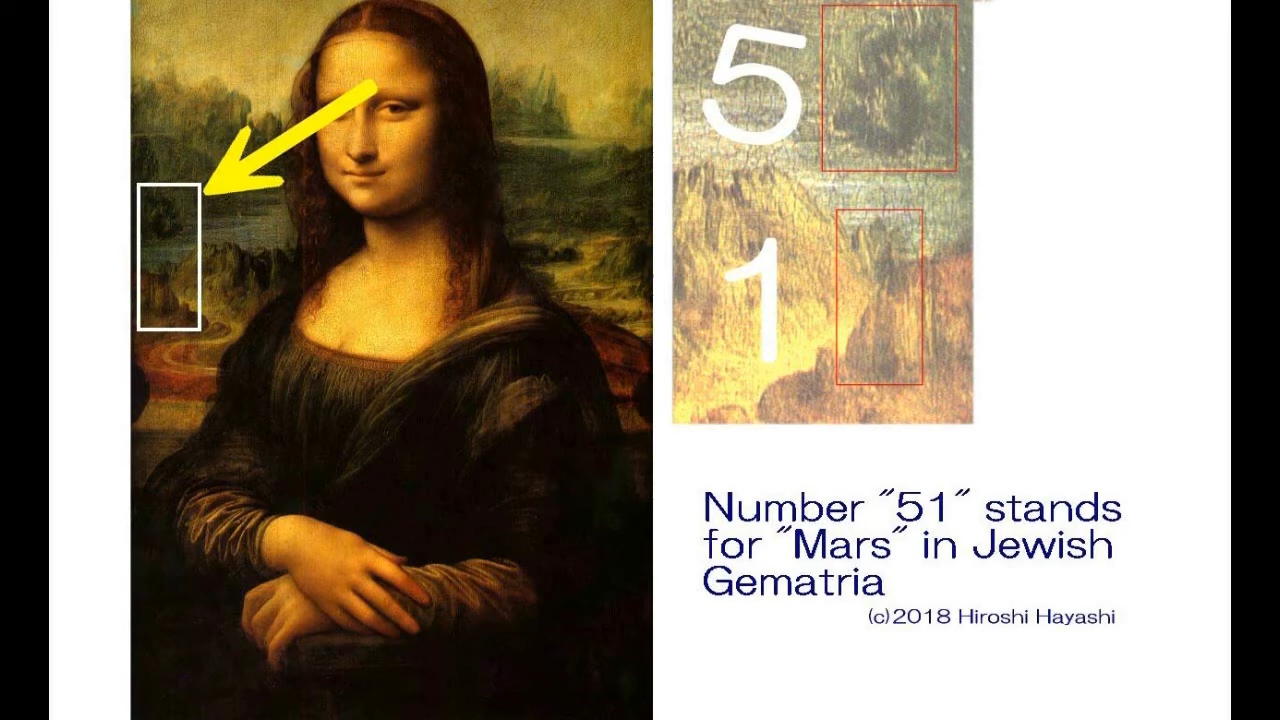 5
1
Number "51" stands
for "Mars" in Jewish
Gematria
(c)2018 Hiroshi Hayashi